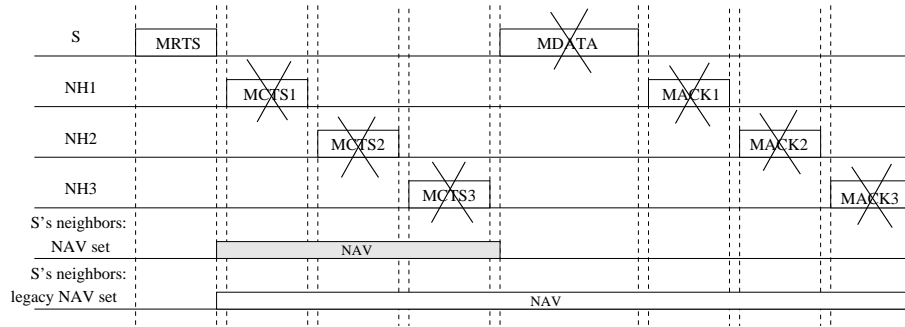 S
MRTS
MDATA
NH1
MCTS1
MACK1
NH2
MCTS2
MACK2
NH3
MCTS3
MACK3
S's neighbors:
NAV set
NAV
S's neighbors:
legacy NAV set
NAV